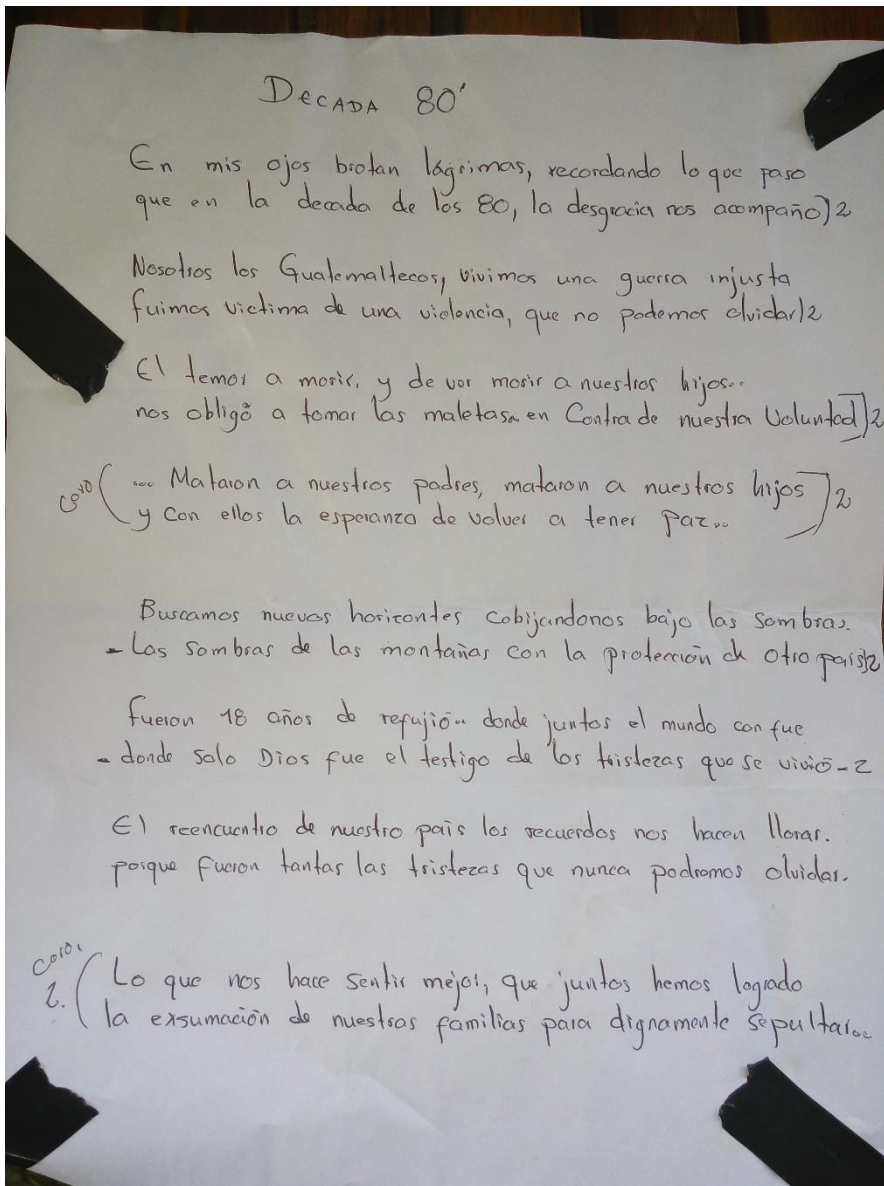 DECADA 80'
En mis ojos brotan lágrimas, recordando lo que paso
que en la decada de los 80, la desgracia nos acompaño)2
Nosotros los Guatemaltecos, vivimos una guerra injusta
fuimos victima de una violencia, que no podemos olvidar)2
El temor a morir, y de ver morir a nuestros hijos...
nos obligó a tomar las maletas.. en Contra de nuestra Voluntad]2
Coro (... Mataron a nuestros padres, mataron a nuestros hijos
y con ellos la esperanza de volver a tener paz...)2
Buscamos nuevos horizontes cobijandonos bajo las sombras.
- Las sombras de las montañas con la protección de otro pais)2
fueron 18 años de refujió.. donde juntos el mundo con fue
- donde solo Dios fue el testigo de las tristezas que se vivió - 2
El reencuentro de nuestro pais los recuerdos nos hacen llorar.
porque fueron tantas las tristezas que nunca podremos olvidar.
Coro.
2. (Lo que nos hace sentir mejor, que juntos hemos logrado
la exsumación de nuestras familias para dignamente sepultar...